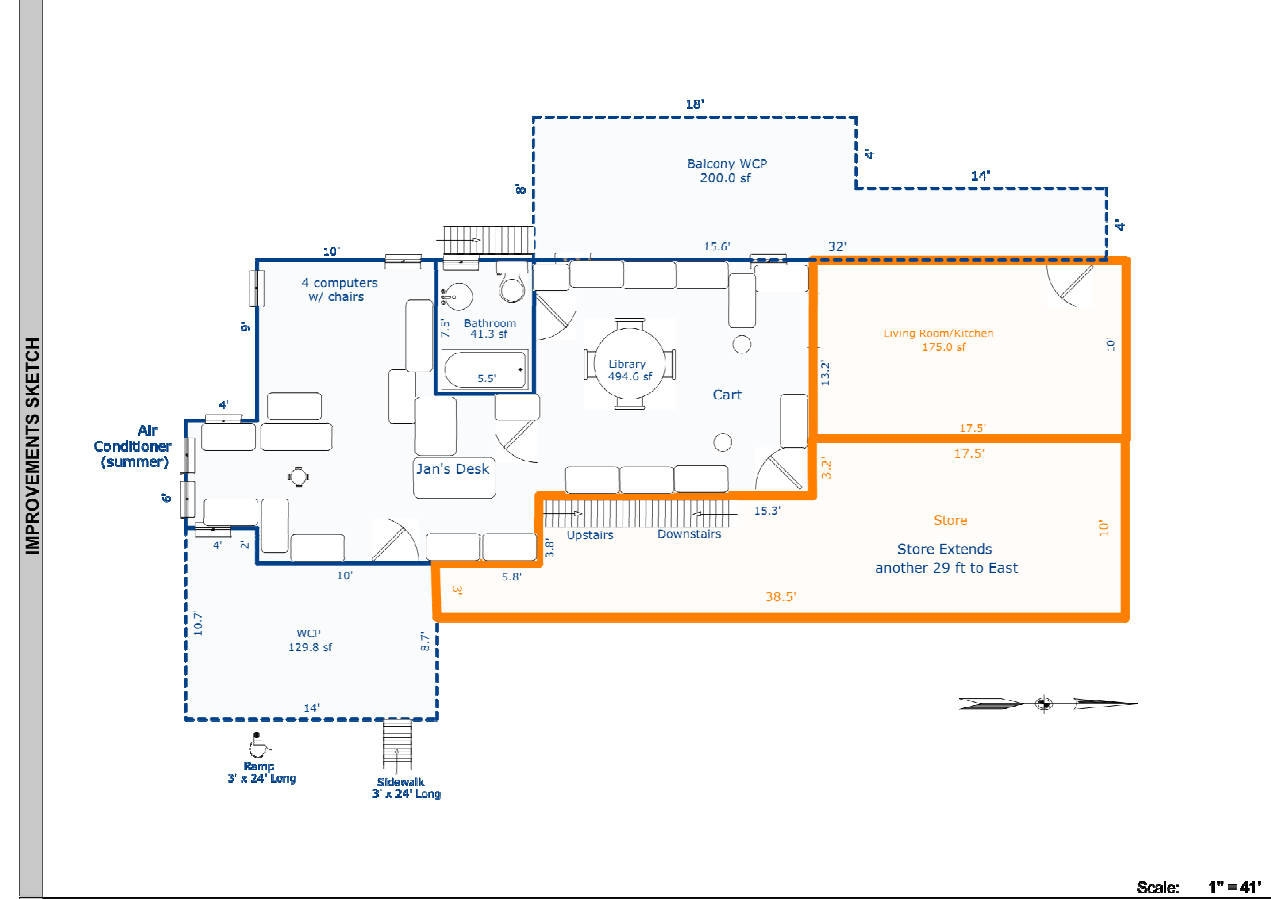 18'
4'
Balcony WCP
200.0 sf
14'
8'
4'
10'
15.6'
32'
4 computers
w/ chairs
9'
7.5'
Bathroom
41.3 sf
5.5'
Library
494.6 sf
Cart
13.2'
Living Room/Kitchen
175.0 sf
10'
17.5'
17.5'
4'
Air
Conditioner
(summer)
6'
Jan's Desk
3.2'
15.3'
Upstairs
Downstairs
Store
Store Extends
another 29 ft to East
10'
4'
2'
10'
3.8'
5.8'
3'
38.5'
10.7
WCP
129.8 sf
8.7'
14'
Ramp
3' x 24' Long
Sidewalk
3' x 24' Long
IMPROVEMENTS SKETCH
Scale: 1" = 41'